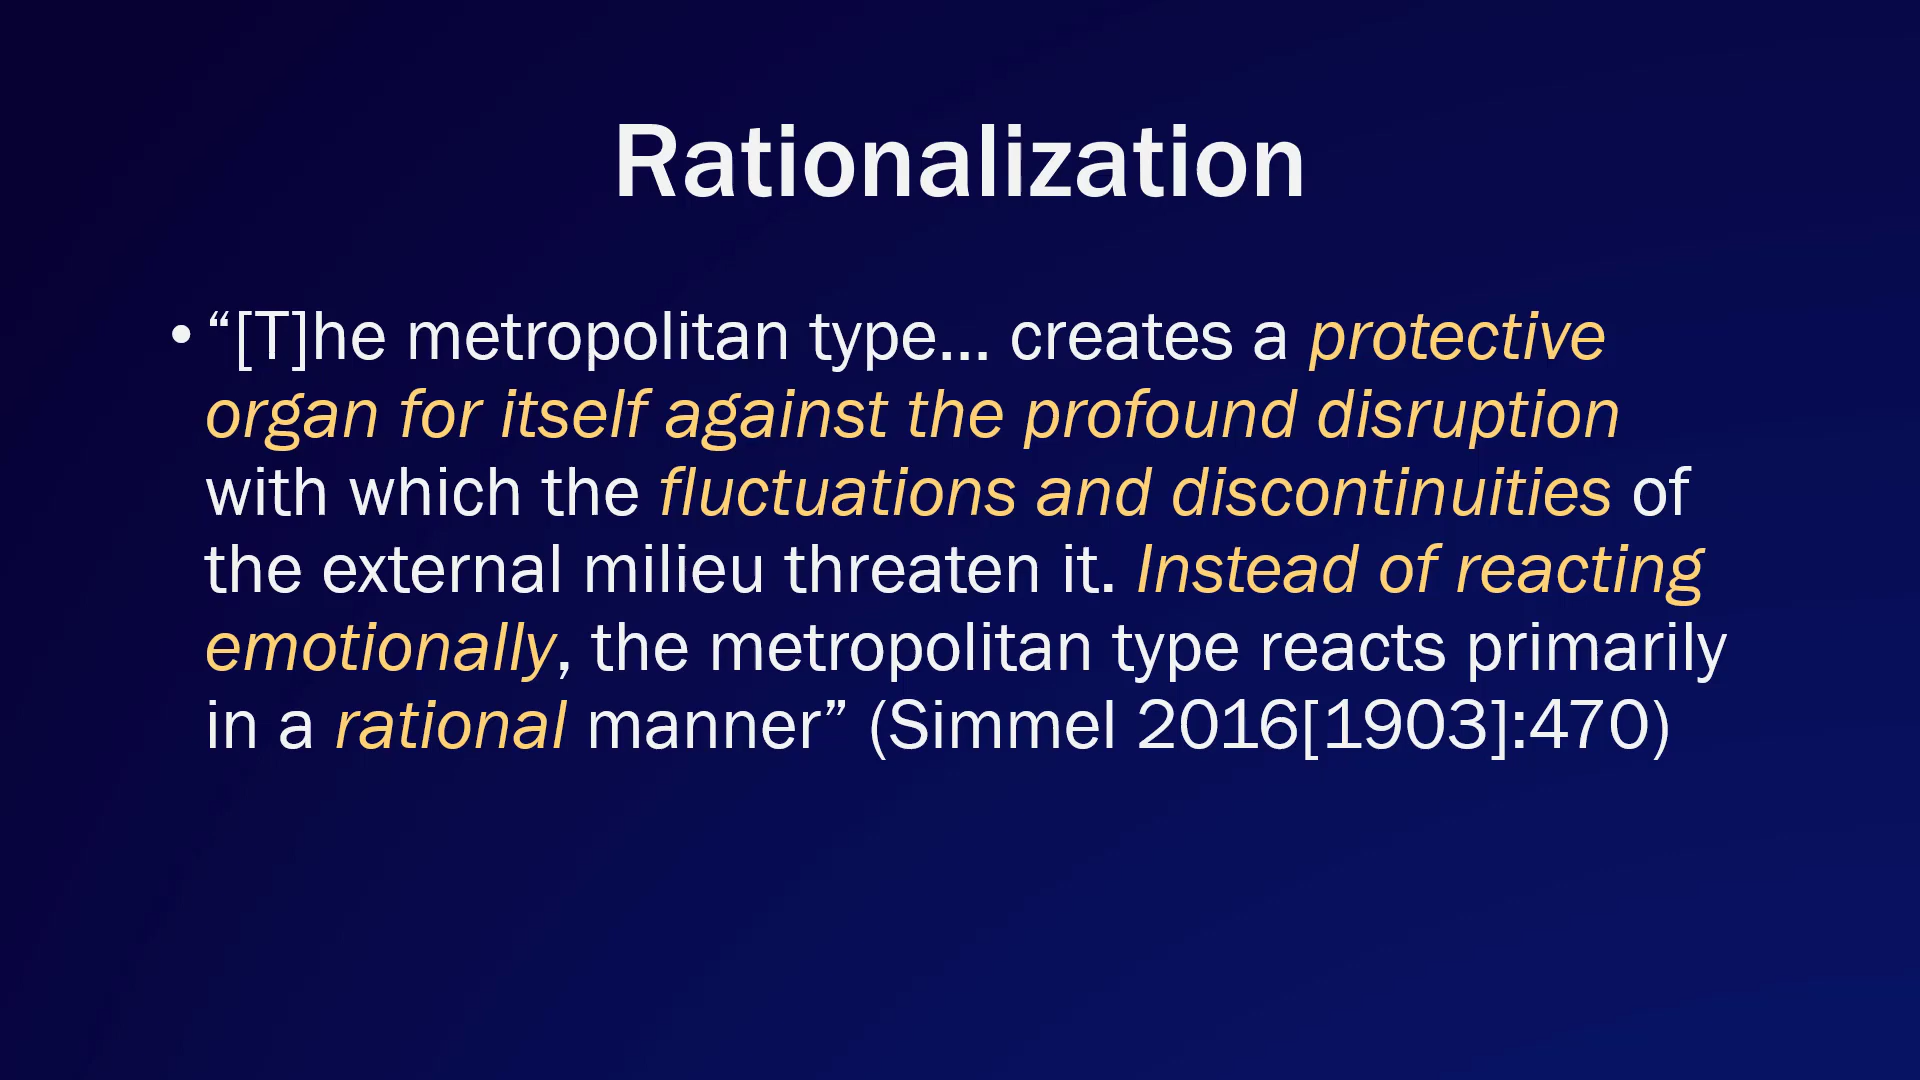 Rationalization
• “[T]he metropolitan type... creates a protective
organ for itself against the profound disruption
with which the fluctuations and discontinuities of
the external milieu threaten it. Instead of reacting
emotionally, the metropolitan type reacts primarily
in a rational manner” (Simmel 2016[1903]:470)